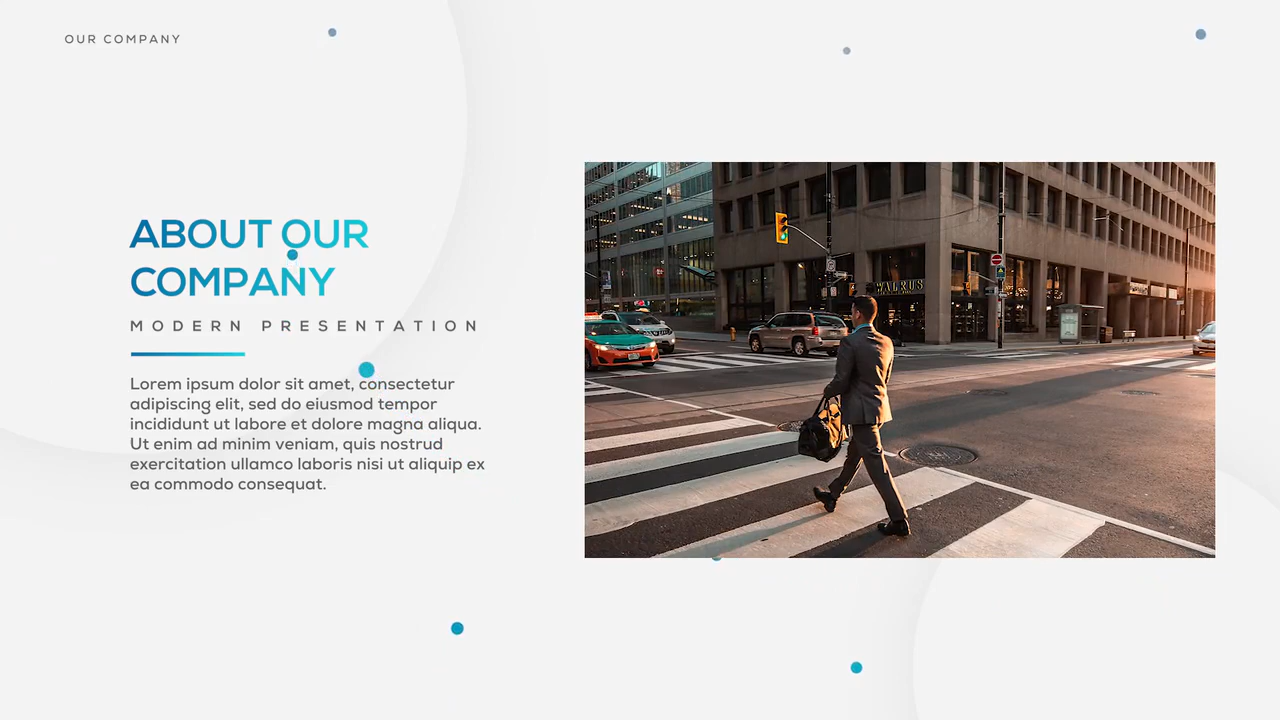 OUR COMPANY
ABOUT OUR
COMPANY
MODERN PRESENTATION
Lorem ipsum dolor sit amet, consectetur
adipiscing elit, sed do eiusmod tempor
incididunt ut labore et dolore magna aliqua.
Ut enim ad minim veniam, quis nostrud
exercitation ullamco laboris nisi ut aliquip ex
ea commodo consequat.
WALRUS